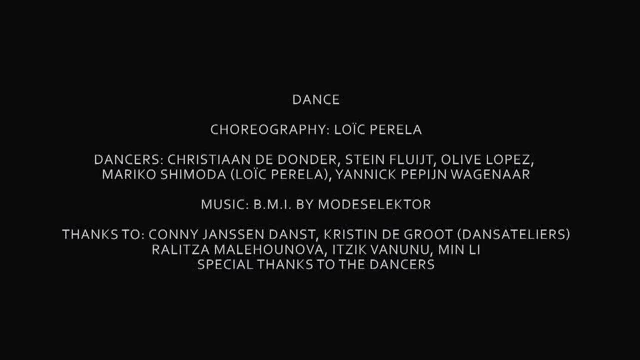 DANCE
CHOREOGRAPHY: LOÏC PERELA
DANCERS: CHRISTIAAN DE DONDER, STEIN FLUIJT, OLIVE LOPEZ,
MARIKO SHIMODA (LOÏC PERELA), YANNICK PEPIJN WAGENAAR
MUSIC: B.M.I. BY MODESELEKTOR
THANKS TO: CONNY JANSSEN DANST, KRISTIN DE GROOT (DANSATELIERS)
RALITZA MALEHOUNOVA, ITZIK VANUNU, MIN LI
SPECIAL THANKS TO THE DANCERS